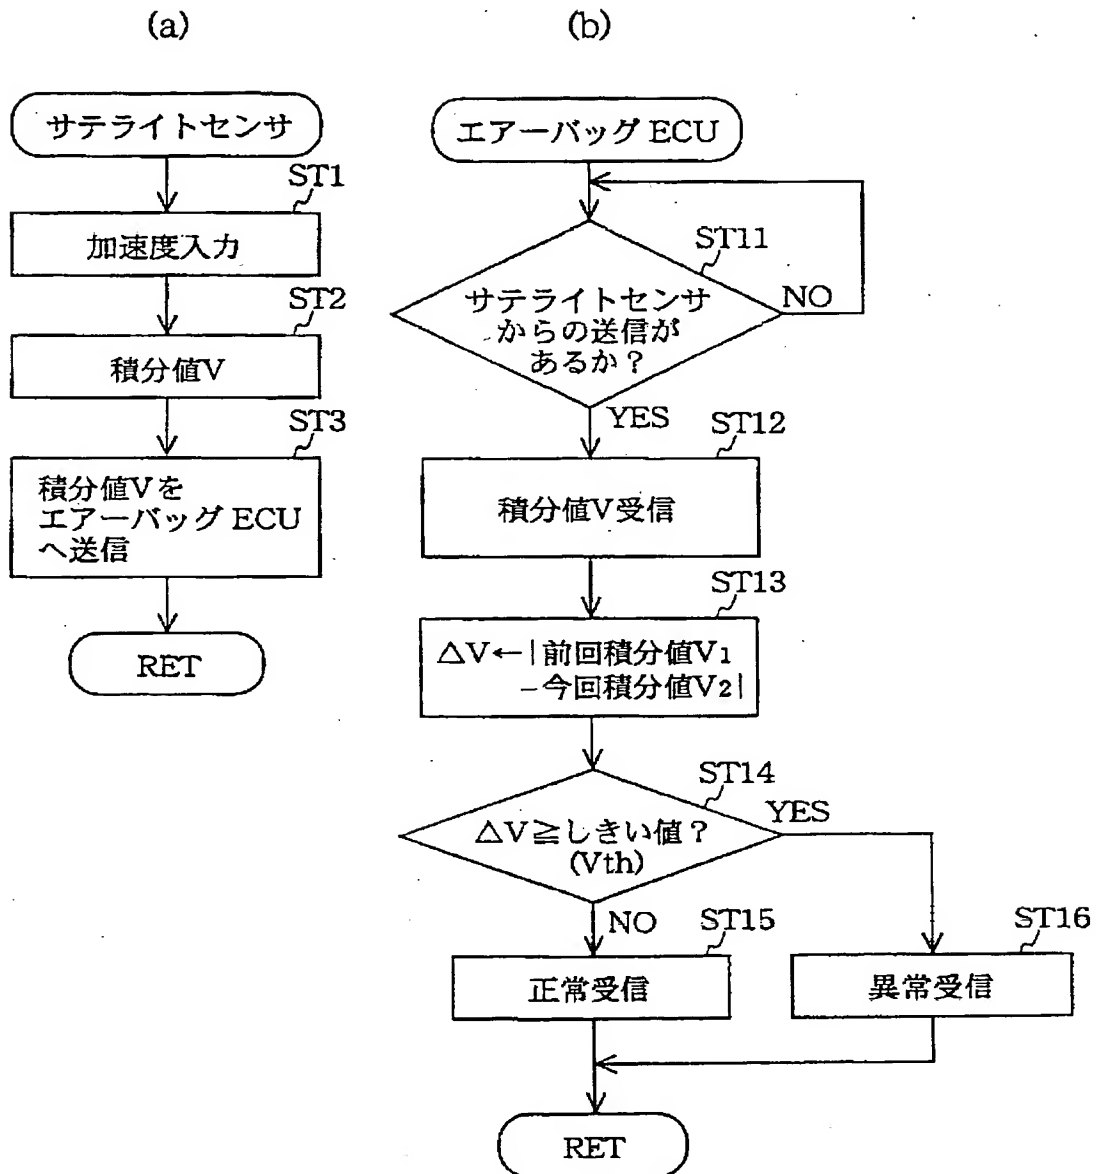 (a)
サテライトセンサ
ST1
加速度入力
ST2
積分値V
ST3
積分値Vを
エアーバッグ ECU
へ送信
RET
(b)
エアーバッグ ECU
ST11
サテライトセンサ
からの送信が
あるか？
NO
YES
ST12
積分値V受信
ST13
△V←|前回積分値V1
－今回積分値V2|
ST14
△V≧しきい値？
(Vth)
YES
NO
ST15
正常受信
ST16
異常受信
RET